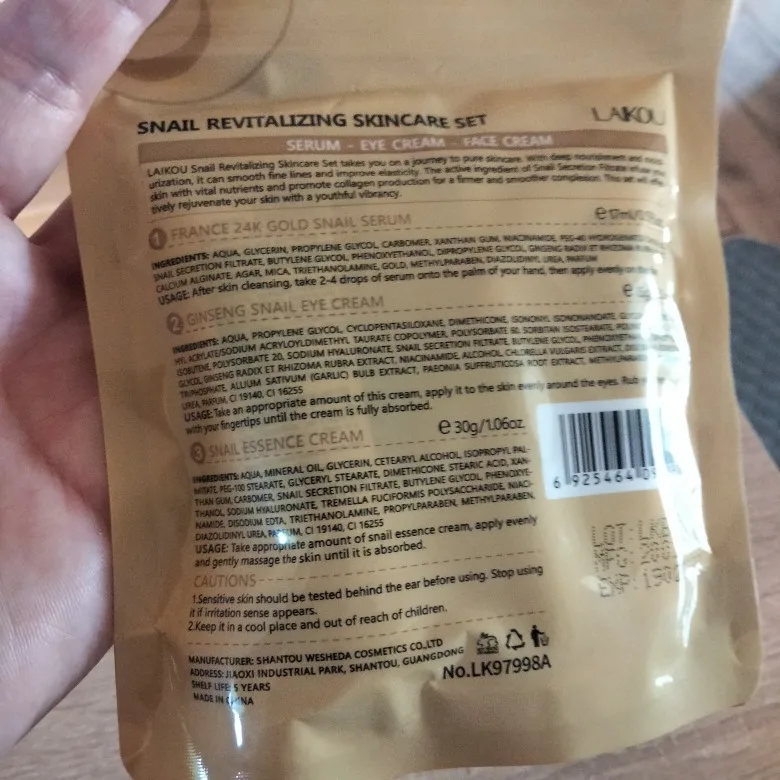 SNAIL REVITALIZING SKINCARE SET
LAIKOU
SERUM - EYE CREAM - FACE CREAM
LAIKOU Snail Revitalizing Skincare Set takes you on a journey to pure skincare. With deep nourishment and
urization, it can smooth fine lines and improve elasticity. The active ingredient of Snail Secretion Filtrate
skin with vital nutrients and promote collagen production for a firmer and smoother complexion. This set will
tively rejuvenate your skin with a youthful vibrancy.
1 FRANCE 24K GOLD SNAIL SERUM
e 17ml/
INGREDIENTS: AQUA, GLYCERIN, PROPYLENE GLYCOL, CARBOMER, XANTHAN GUM, NIACINAMIDE, PEG-40
SNAIL SECRETION FILTRATE, BUTYLENE GLYCOL, PHENOXYETHANOL, DIPROPYLENE GLYCOL, GINSENG RADIX ET RHIZOMA
CALCIUM ALGINATE, AGAR, MICA, TRIETHANOLAMINE, GOLD, METHYLPARABEN, DIAZOLIDINYL UREA, PARFUM
USAGE: After skin cleansing, take 2-4 drops of serum onto the palm of your hand, then apply evenly on
2 GINSENG SNAIL EYE CREAM
e
INGREDIENTS: AQUA, PROPYLENE GLYCOL, CYCLOPENTASILOXANE, DIMETHICONE, ISONONYL ISONONANOATE,
HYL ACRYLATE/SODIUM ACRYLOYLDIMETHYL TAURATE COPOLYMER, POLYSORBATE 80, SORBITAN ISOSTEARATE,
ISOBUTENE, POLYSORBATE 20, SODIUM HYALURONATE, SNAIL SECRETION FILTRATE, BUTYLENE GLYCOL,
GLYCOL, GINSENG RADIX ET RHIZOMA RUBRA EXTRACT, NIACINAMIDE, ALCOHOL, CHLORELLA VULGARIS EXTRACT,
TRIPHOSPHATE, ALLIUM SATIVUM (GARLIC) BULB EXTRACT, PAEONIA SUFFRUTICOSA ROOT EXTRACT,
UREA, PARFUM, CI 19140, CI 16255
USAGE: Take an appropriate amount of this cream, apply it to the skin evenly around the eyes. Rub
with your fingertips until the cream is fully absorbed.
3 SNAIL ESSENCE CREAM
e 30g/1.06oz.
INGREDIENTS: AQUA, MINERAL OIL, GLYCERIN, CETEARYL ALCOHOL, ISOPROPYL PAL-
MITATE, PEG-100 STEARATE, GLYCERYL STEARATE, DIMETHICONE, STEARIC ACID, XAN-
THAN GUM, CARBOMER, SNAIL SECRETION FILTRATE, BUTYLENE GLYCOL, PHENOXYE-
THANOL, SODIUM HYALURONATE, TREMELLA FUCIFORMIS POLYSACCHARIDE, NIACI-
NAMIDE, DISODIUM EDTA, TRIETHANOLAMINE, PROPYLPARABEN, METHYLPARABEN,
DIAZOLIDINYL UREA, PARFUM, CI 19140, CI 16255
USAGE: Take appropriate amount of snail essence cream, apply evenly
and gently massage the skin until it is absorbed.
6 925464 09
LOT: LKB
MFG: 200
EXP: 190
CAUTIONS
1.Sensitive skin should be tested behind the ear before using. Stop using
it if irritation sense appears.
2.Keep it in a cool place and out of reach of children.
MANUFACTURER: SHANTOU WESHEDA COSMETICS CO.,LTD
ADDRESS: JIAOXI INDUSTRIAL PARK, SHANTOU, GUANGDONG
SHELF LIFE: 5 YEARS
MADE IN CHINA
No.LK97998A